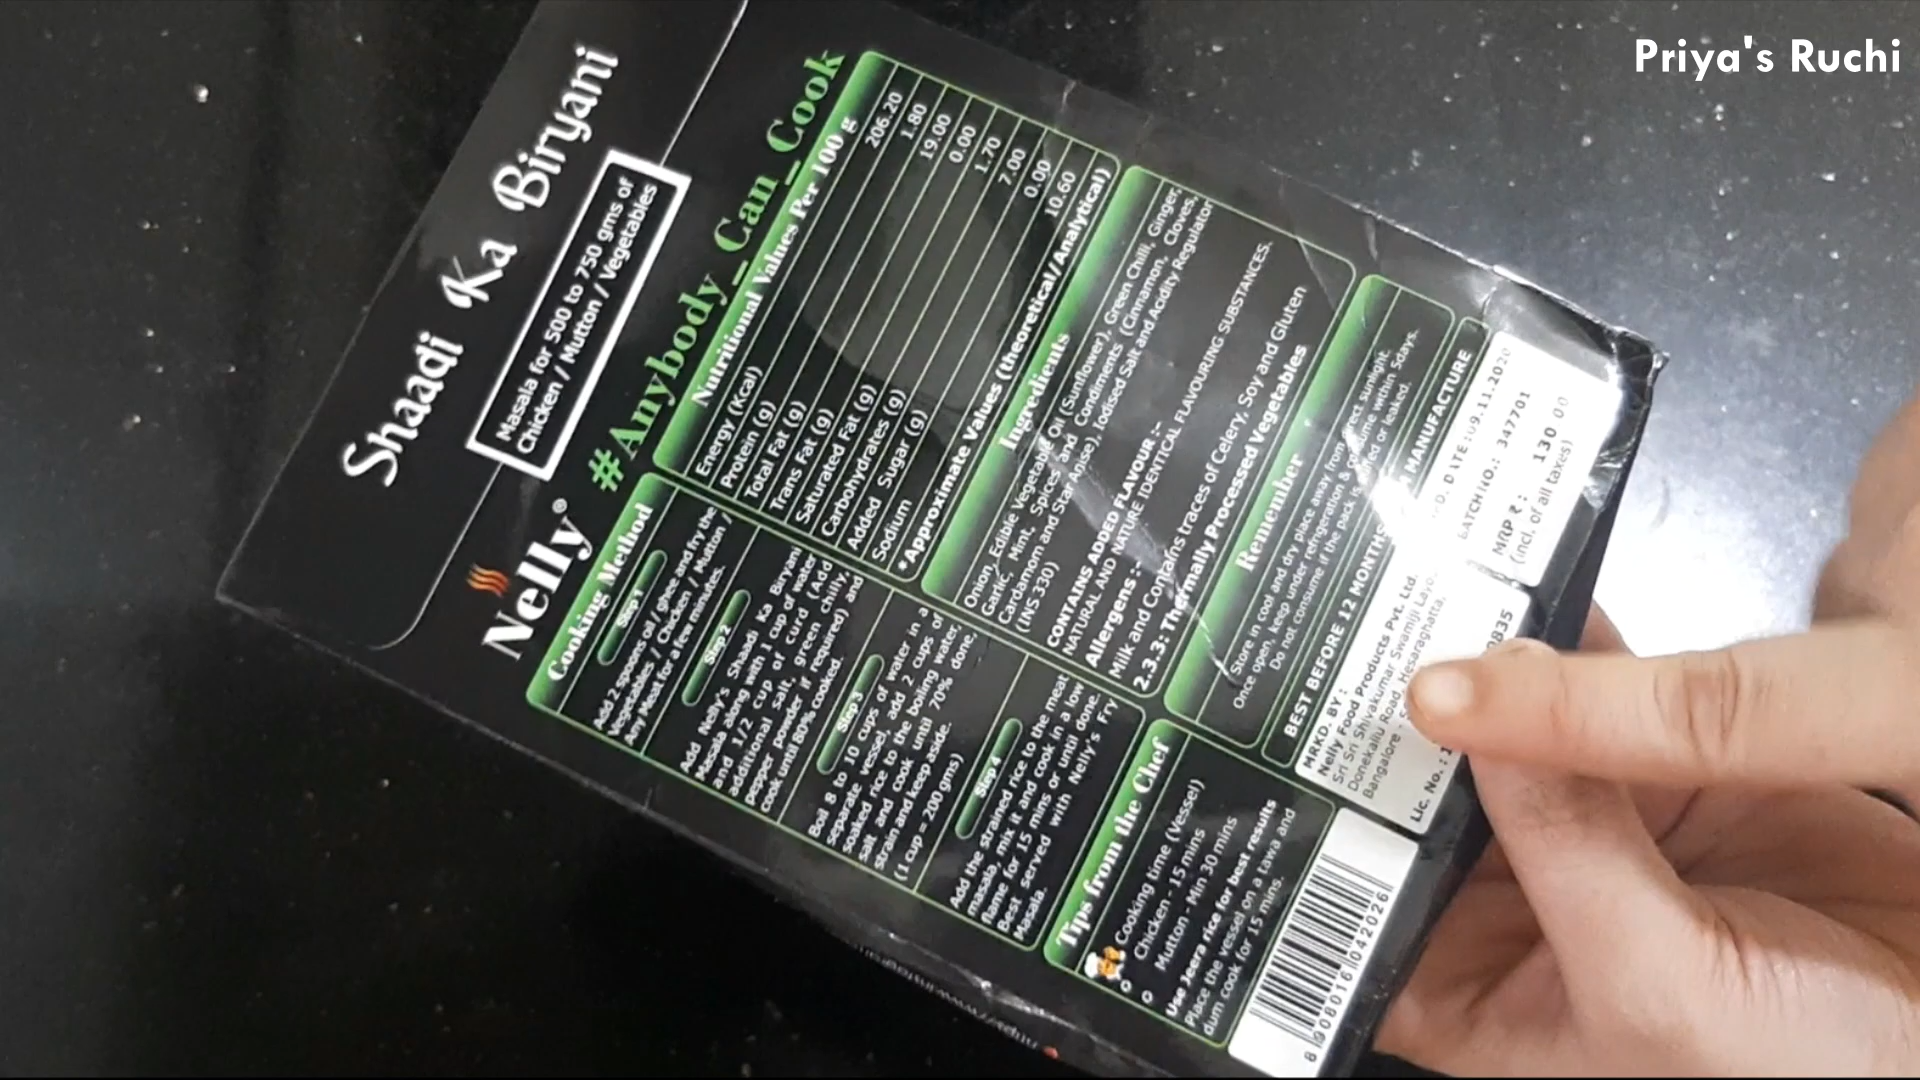 Priya's Ruchi
Shaadi Ka Biryani
Masala for 500 to 750 gms of
Chicken / Mutton / Vegetables
Nelly®
#Anybody_Can_Cook
Cooking Method
Step 1
Add 2 spoons oil / ghee and fry the
Vegetables / Chicken / Mutton /
Any Meat for a few minutes.
Step 2
Add Nelly's Shaadi Ka Biryani
Masala along with 1 cup of water
and 1/2 cup of curd (Add
additional salt, green chilly,
pepper powder if required) and
cook until 80% cooked.
Step 3
Boil 8 to 10 cups of water in a
separate vessel, add 2 cups of
soaked rice to the boiling water,
salt and cook until 70% done,
strain and keep aside.
(1 cup = 200 gms)
Step 4
Add the strained rice to the meat
masala, mix it and cook in a low
flame for 15 mins or until done.
Best served with Nelly's Fry
Masala.
Tips from the Chef
Cooking time (Vessel)
Chicken - 15 mins
Mutton - Min 30 mins
Use Jeera rice for best results
Place the vessel on a tawa and
dum cook for 15 mins.
Nutritional Values Per 100 g
Energy (Kcal) 206.20
Protein (g) 1.80
Total Fat (g) 19.00
Trans Fat (g) 0.00
Saturated Fat (g) 1.70
Carbohydrates (g) 7.00
Added Sugar (g) 0.00
Sodium 10.60
*Approximate Values (theoretical/Analytical)
Ingredients
Onion, Edible Vegetable Oil (Sunflower), Green Chilli, Ginger,
Garlic, Mint, Spices and Condiments (Cinnamon, Cloves,
Cardamom and Star Anise), Iodised Salt and Acidity Regulator
(INS 330)
CONTAINS ADDED FLAVOUR :-
NATURAL AND NATURE IDENTICAL FLAVOURING SUBSTANCES.
Allergens :-
Milk and Contains traces of Celery, Soy and Gluten
2.3.3: Thermally Processed Vegetables
Remember
Store in cool and dry place away from direct sunlight.
Once open, keep under refrigeration & consume within 5days.
Do not consume if the pack is or leaked.
BEST BEFORE 12 MONTHS MANUFACTURE
MRKD. BY :
Nelly Food Products Pvt. Ltd.
Sri Sri Shivakumar Swamiji
Donekallu Road, Hesaraghatta,
Bangalore
Lic. No. : 0835
DATE:09.11.2020
BATCH NO.: 347701
MRP ₹ : 130.00
(incl. of all taxes)
8 908016 042026